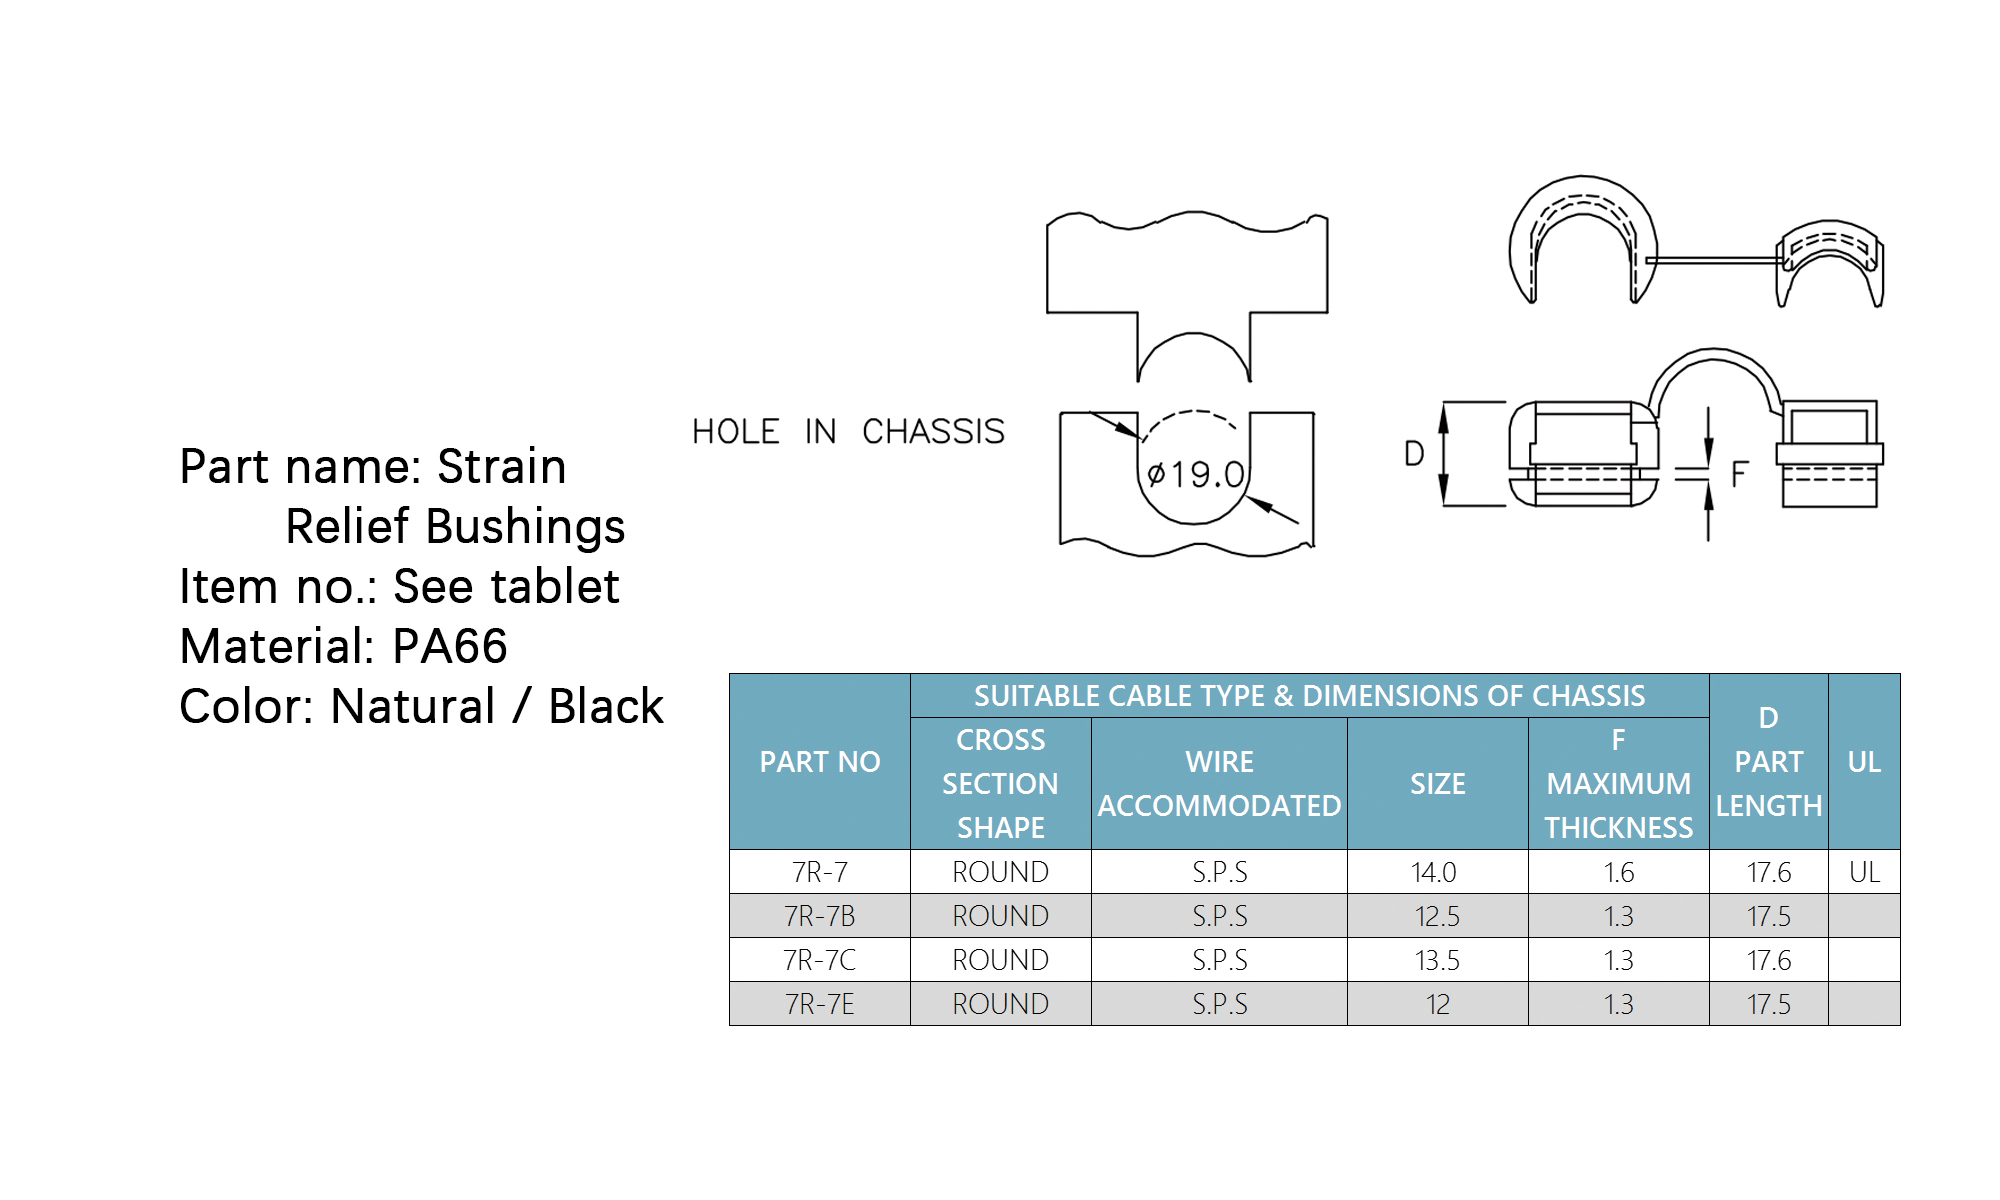 HOLE IN CHASSIS
ø19.0
D
F
Part name: Strain
Relief Bushings
Item no.: See tablet
Material: PA66
Color: Natural / Black
PART NO
SUITABLE CABLE TYPE & DIMENSIONS OF CHASSIS
CROSS
SECTION
SHAPE
WIRE
ACCOMMODATED
SIZE
F
MAXIMUM
THICKNESS
D
PART
LENGTH
UL
7R-7 ROUND S.P.S 14.0 1.6 17.6 UL
7R-7B ROUND S.P.S 12.5 1.3 17.5
7R-7C ROUND S.P.S 13.5 1.3 17.6
7R-7E ROUND S.P.S 12 1.3 17.5